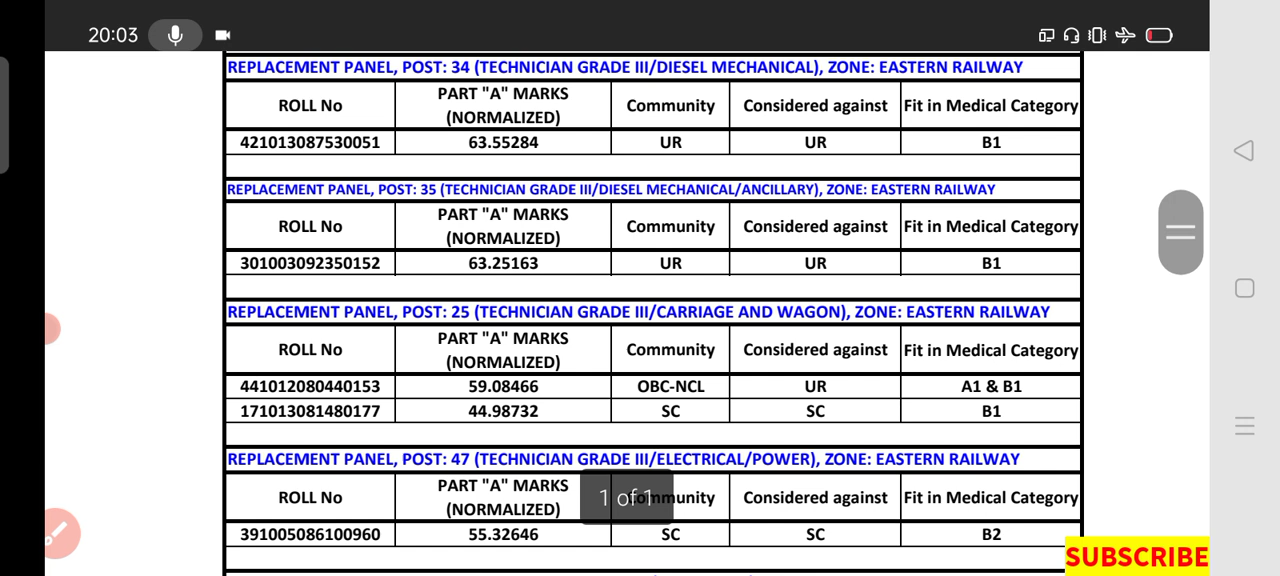 20:03
REPLACEMENT PANEL, POST: 34 (TECHNICIAN GRADE III/DIESEL MECHANICAL), ZONE: EASTERN RAILWAY
ROLL No PART "A" MARKS (NORMALIZED) Community Considered against Fit in Medical Category
421013087530051 63.55284 UR UR B1
REPLACEMENT PANEL, POST: 35 (TECHNICIAN GRADE III/DIESEL MECHANICAL/ANCILLARY), ZONE: EASTERN RAILWAY
ROLL No PART "A" MARKS (NORMALIZED) Community Considered against Fit in Medical Category
301003092350152 63.25163 UR UR B1
REPLACEMENT PANEL, POST: 25 (TECHNICIAN GRADE III/CARRIAGE AND WAGON), ZONE: EASTERN RAILWAY
ROLL No PART "A" MARKS (NORMALIZED) Community Considered against Fit in Medical Category
441012080440153 59.08466 OBC-NCL UR A1 & B1
171013081480177 44.98732 SC SC B1
REPLACEMENT PANEL, POST: 47 (TECHNICIAN GRADE III/ELECTRICAL/POWER), ZONE: EASTERN RAILWAY
ROLL No PART "A" MARKS (NORMALIZED) Community Considered against Fit in Medical Category
1 of 1
391005086100960 55.32646 SC SC B2
SUBSCRIBE